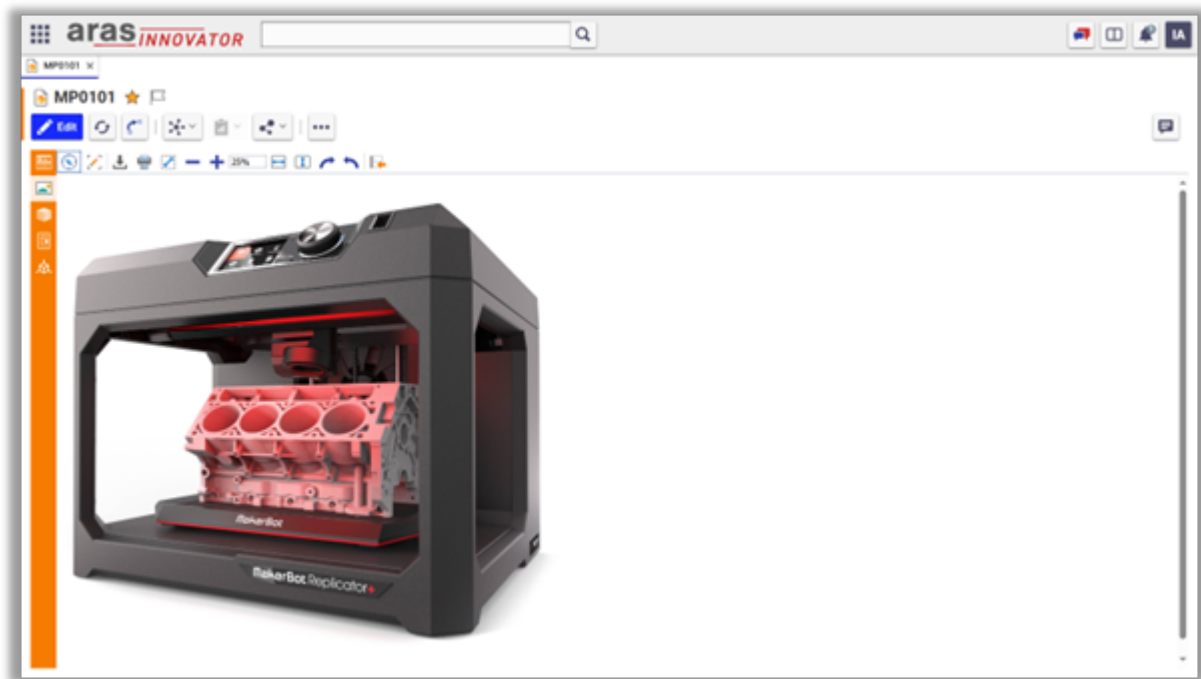 aras INNOVATOR
IA
MP0101 ×
MP0101
Edit
25%
MakerBot
MakerBot Replicator+